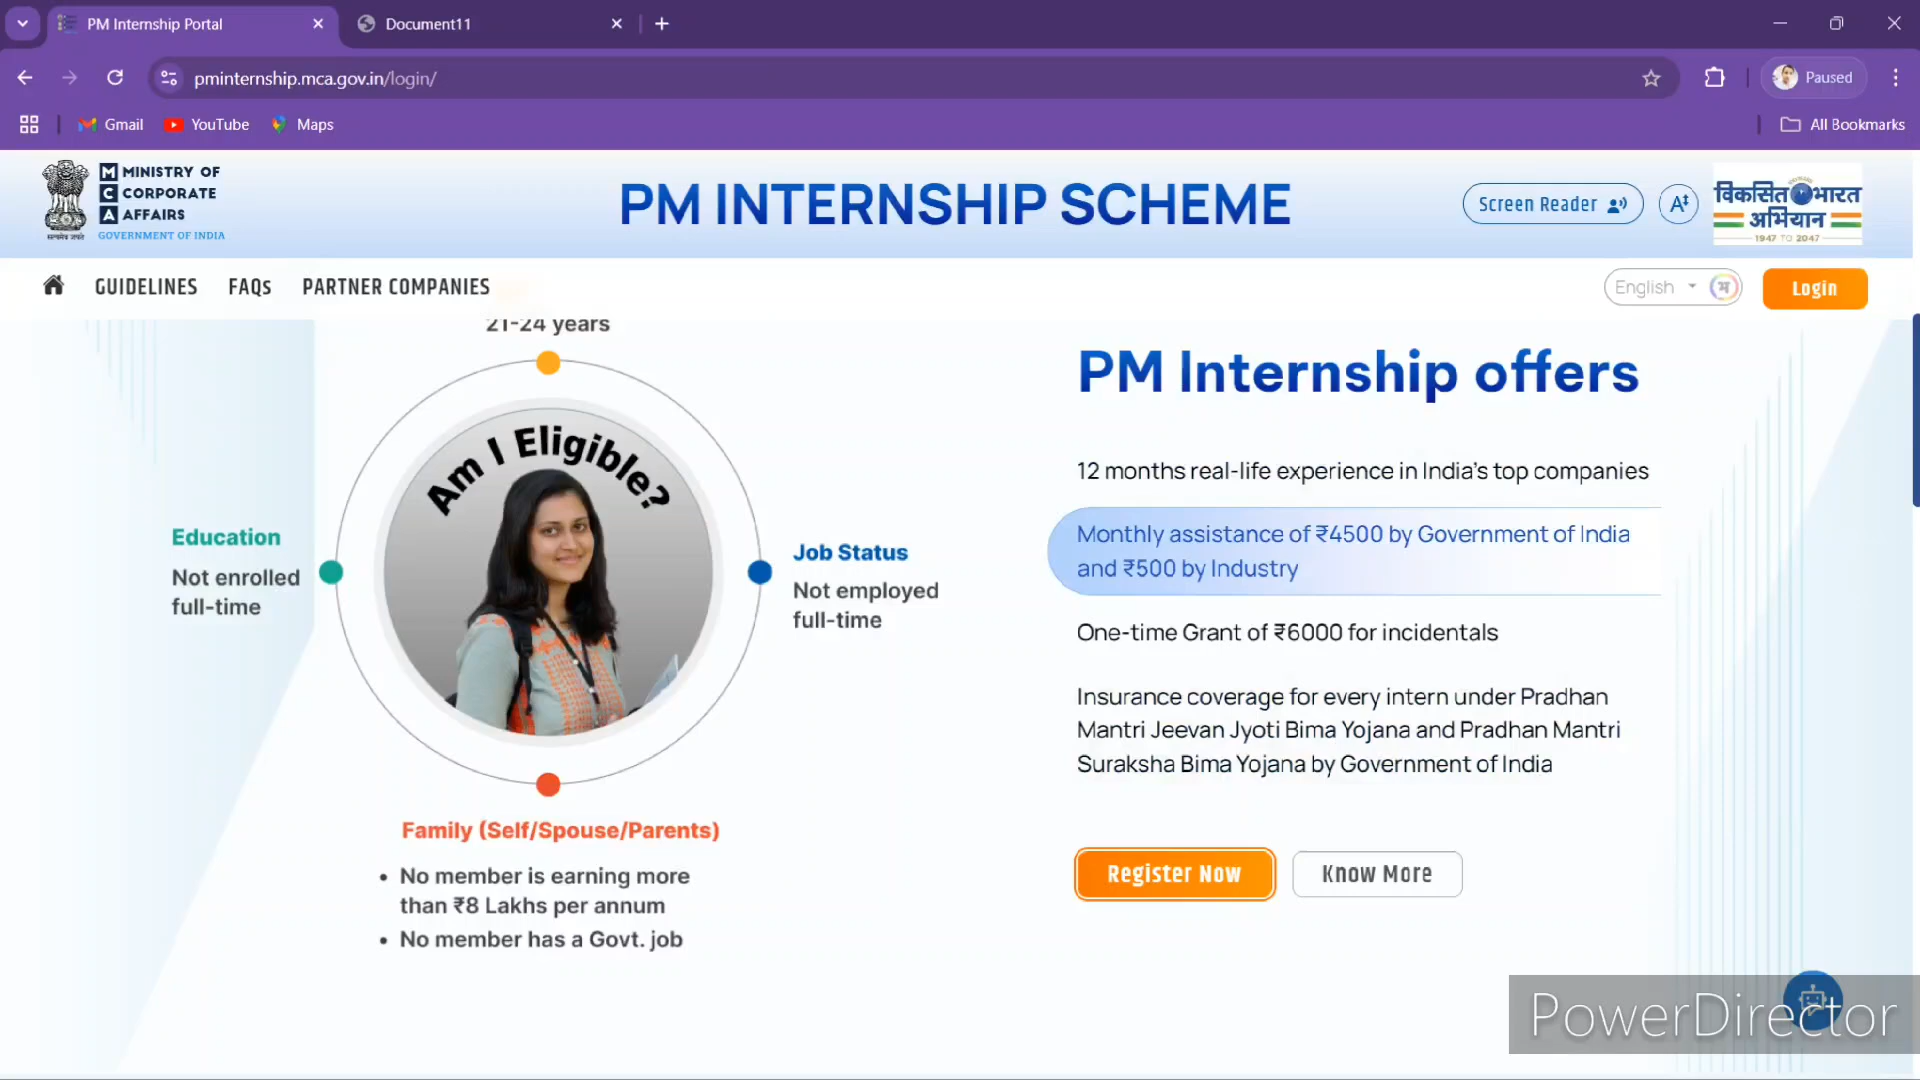 PM Internship Portal
Document11
pminternship.mca.gov.in/login/
Paused
Gmail
YouTube
Maps
All Bookmarks
सत्यमेव जयते
M MINISTRY OF
C CORPORATE
A AFFAIRS
GOVERNMENT OF INDIA
PM INTERNSHIP SCHEME
Screen Reader
A
विकसित भारत
अभियान
1947 TO 2047
GUIDELINES
FAQs
PARTNER COMPANIES
English
म
Login
21-24 years
Am I Eligible?
Education
Not enrolled
full-time
Job Status
Not employed
full-time
Family (Self/Spouse/Parents)
• No member is earning more
than ₹8 Lakhs per annum
• No member has a Govt. job
PM Internship offers
12 months real-life experience in India's top companies
Monthly assistance of ₹4500 by Government of India
and ₹500 by Industry
One-time Grant of ₹6000 for incidentals
Insurance coverage for every intern under Pradhan
Mantri Jeevan Jyoti Bima Yojana and Pradhan Mantri
Suraksha Bima Yojana by Government of India
Register Now
Know More
PowerDirector